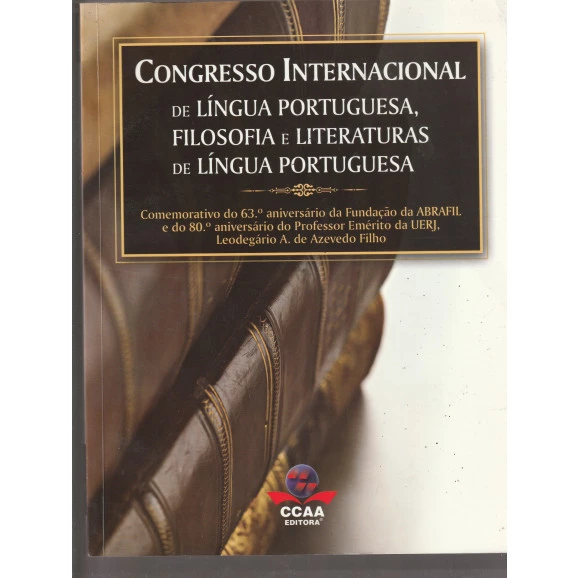 CONGRESSO INTERNACIONAL
DE LÍNGUA PORTUGUESA,
FILOSOFIA E LITERATURAS
DE LÍNGUA PORTUGUESA
Comemorativo do 63.º aniversário da Fundação da ABRAFIL
e do 80.º aniversário do Professor Emérito da UERJ,
Leodegário A. de Azevedo Filho
CCAA
EDITORA®